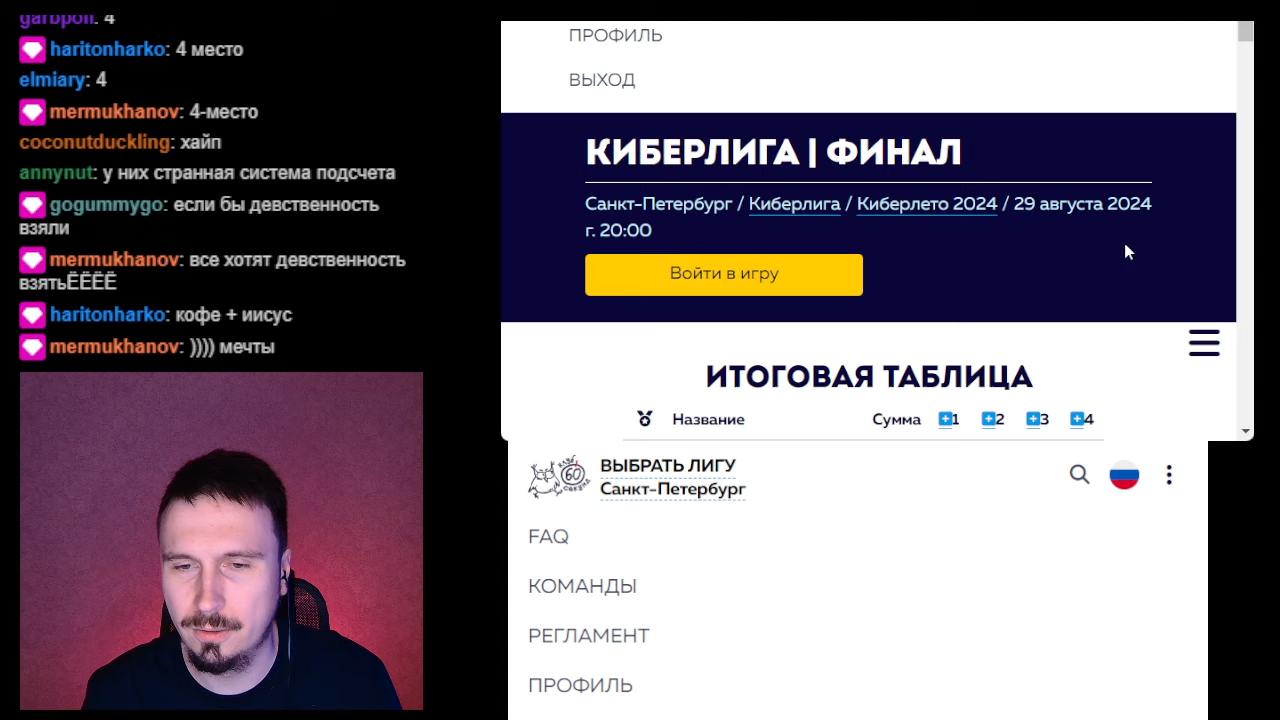 garbpoll: 4
haritonharko: 4 место
elmiary: 4
mermukhanov: 4-место
coconutduckling: хайп
annynut: у них странная система подсчета
gogummygo: если бы девственность
взяли
mermukhanov: все хотят девственность
взятьЁЁЁЁ
haritonharko: кофе + иисус
mermukhanov: )))) мечты
ПРОФИЛЬ
ВЫХОД
КИБЕРЛИГА | ФИНАЛ
Санкт-Петербург / Киберлига / Киберлето 2024 / 29 августа 2024
г. 20:00
Войти в игру
ИТОГОВАЯ ТАБЛИЦА
Название Сумма +1 +2 +3 +4
60
ВЫБРАТЬ ЛИГУ
Санкт-Петербург
FAQ
КОМАНДЫ
РЕГЛАМЕНТ
ПРОФИЛЬ